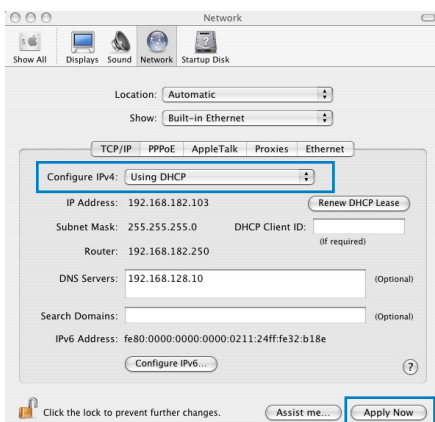 Network
Show All Displays Sound Network Startup Disk
Location: Automatic
Show: Built-in Ethernet
TCP/IP PPPoE AppleTalk Proxies Ethernet
Configure IPv4: Using DHCP
IP Address: 192.168.182.103 Renew DHCP Lease
Subnet Mask: 255.255.255.0 DHCP Client ID:
(If required)
Router: 192.168.182.250
DNS Servers: 192.168.128.10 (Optional)
Search Domains: (Optional)
IPv6 Address: fe80:0000:0000:0000:0211:24ff:fe32:b18e
Configure IPv6... ?
Click the lock to prevent further changes. Assist me... Apply Now